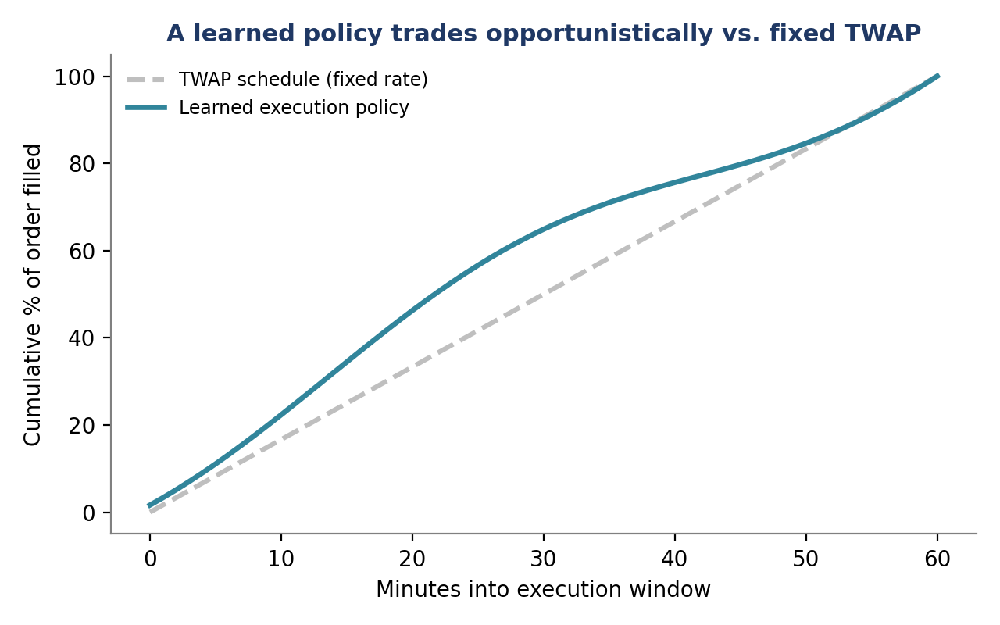 A learned policy trades opportunistically vs. fixed TWAP
TWAP schedule (fixed rate)
Learned execution policy
Cumulative % of order filled
100
80
60
40
20
0
0 10 20 30 40 50 60
Minutes into execution window